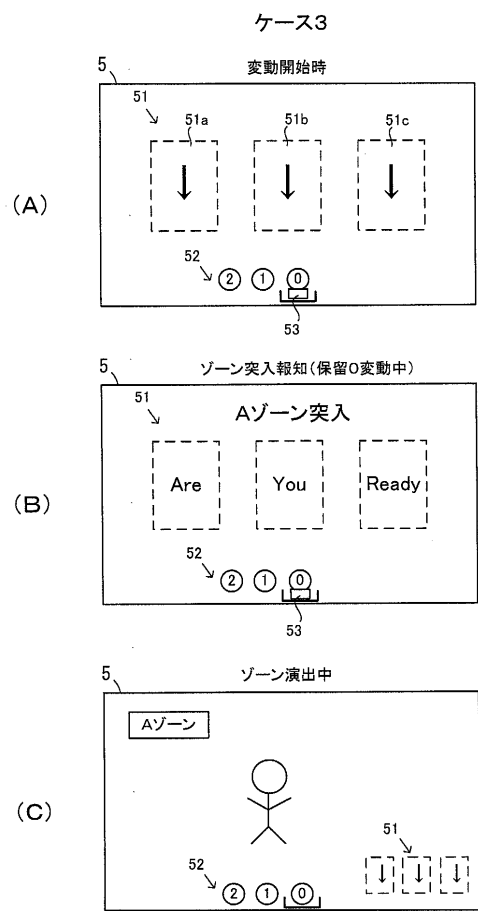 ケース3
5 変動開始時
51
51a 51b 51c
(A)
52
2 1 0
53
5 ゾーン突入報知(保留0変動中)
51 Aゾーン突入
Are You Ready
(B)
52
2 1 0
53
5 ゾーン演出中
Aゾーン
(C)
51
52
2 1 0